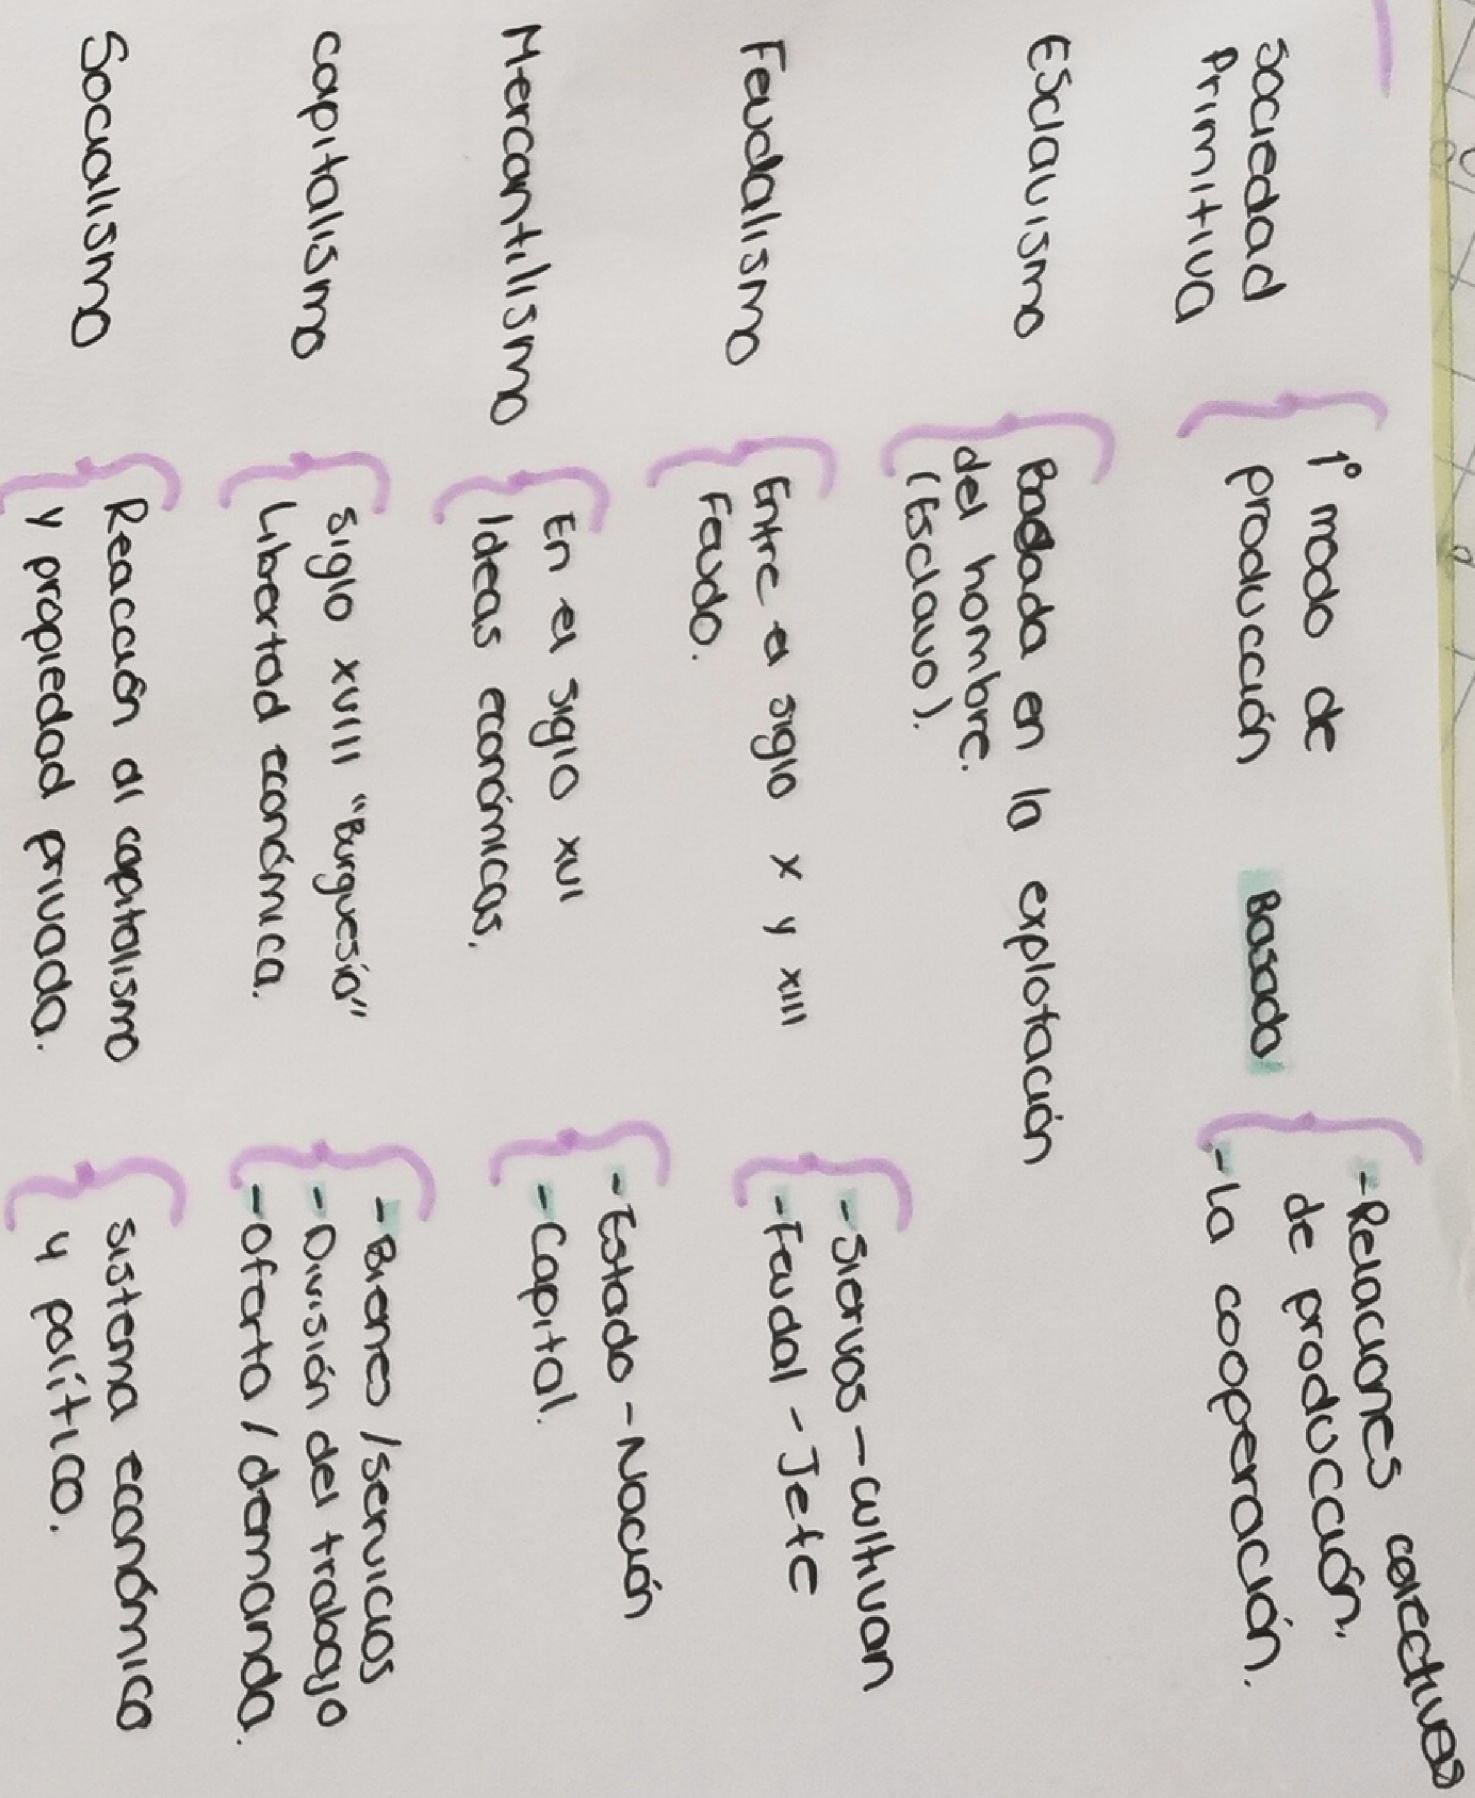 Sociedad
Primitiva
1° modo de
producción
Basada
-Relaciones colectivas
de producción.
-La cooperación.
Esclavismo
Basada en la explotación
del hombre.
(Esclavo).
Feudalismo
Entre el siglo X y XIII
Feudo.
-Siervos-cultivan
-Feudal-Jefe
Mercantilismo
En el siglo XVI
Ideas económicas.
-Estado-Nación
-Capital.
Capitalismo
Siglo XVIII "Burguesía"
Libertad económica.
-Bienes/servicios
-División del trabajo
-Oferta/demanda.
Socialismo
Reacción al capitalismo
y propiedad privada.
Sistema económico
y político.